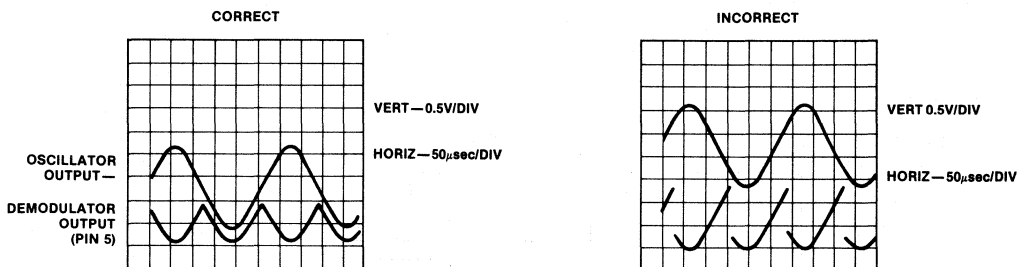 CORRECT
VERT — 0.5V/DIV
HORIZ — 50µsec/DIV
OSCILLATOR
OUTPUT —
DEMODULATOR
OUTPUT
(PIN 5)
INCORRECT
VERT 0.5V/DIV
HORIZ — 50µsec/DIV